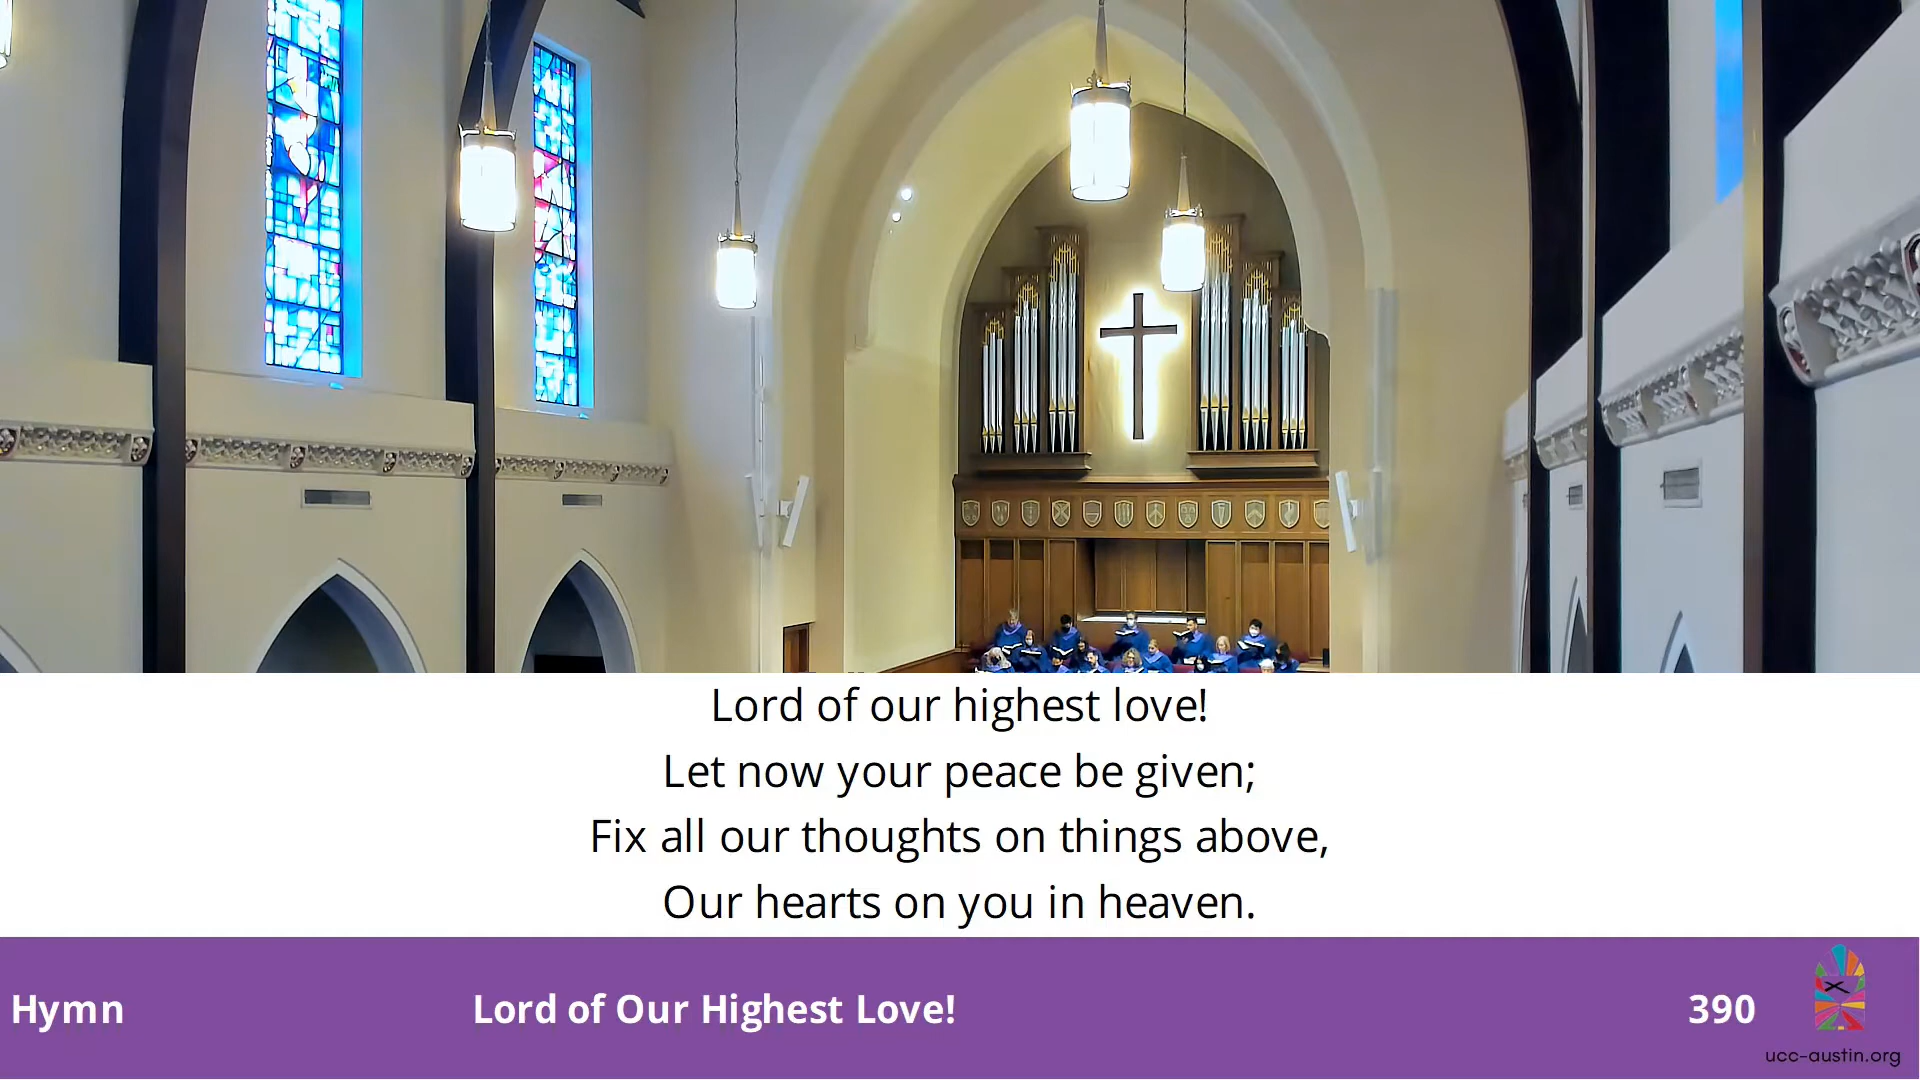 Lord of our highest love!
Let now your peace be given;
Fix all our thoughts on things above,
Our hearts on you in heaven.
Hymn
Lord of Our Highest Love!
390
ucc-austin.org